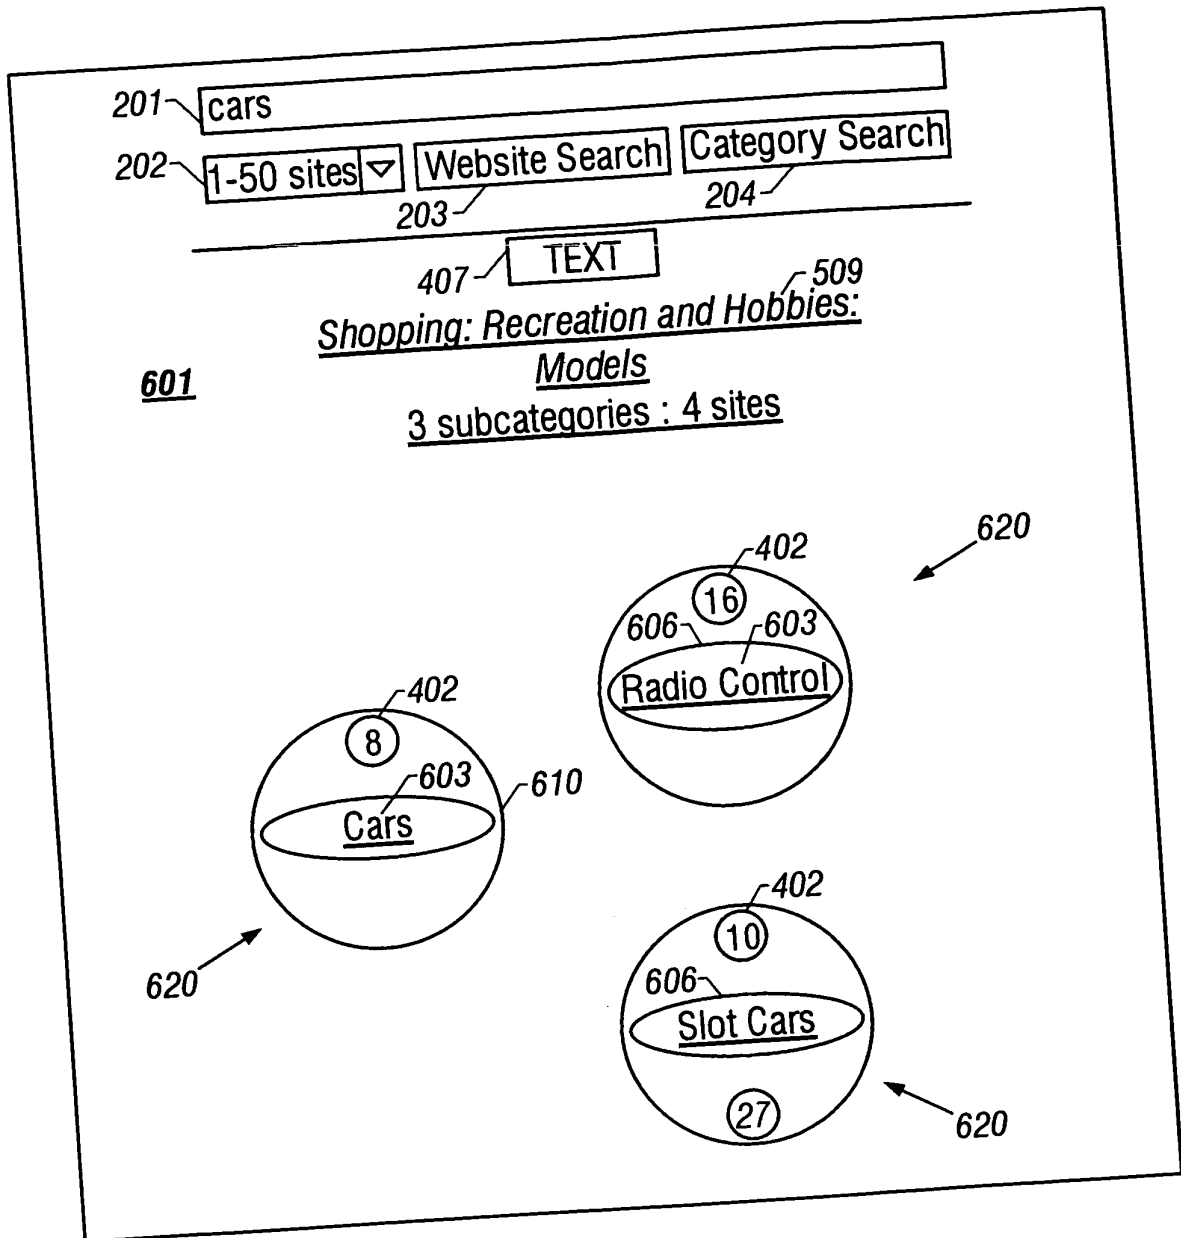 201 cars
202 1-50 sites Website Search Category Search
203 204
407 TEXT
509
Shopping: Recreation and Hobbies:
601 Models
3 subcategories : 4 sites
402 620
16
606 603
Radio Control
402
8
603 610
Cars
402
10
620 606
Slot Cars
27 620